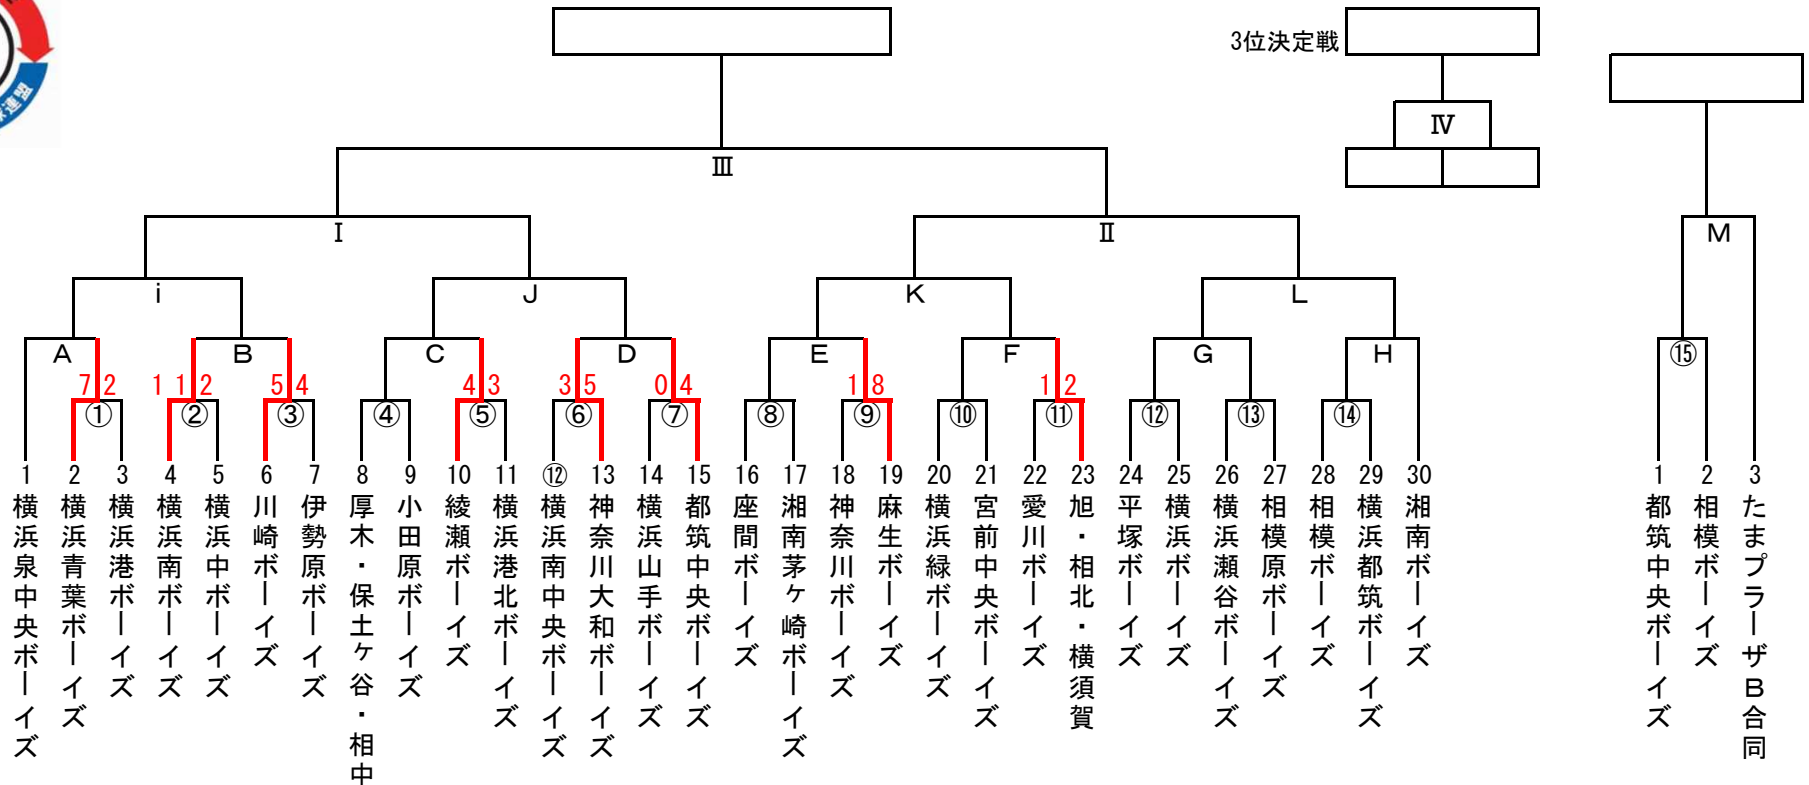 3位決定戦
Ⅳ
Ⅲ
Ⅰ
Ⅱ
M
i
J
K
L
A
B
C
D
E
F
G
H
⑮
7 2
1 1 2
5 4
4 3
3 5
0 4
1 8
1 2
①
②
③
④
⑤
⑥
⑦
⑧
⑨
⑩
⑪
⑫
⑬
⑭
1 横浜泉中央ボーイズ
2 横浜青葉ボーイズ
3 横浜港ボーイズ
4 横浜南ボーイズ
5 横浜中ボーイズ
6 川崎ボーイズ
7 伊勢原ボーイズ
8 厚木・保土ヶ谷・相中
9 小田原ボーイズ
10 綾瀬ボーイズ
11 横浜港北ボーイズ
⑫ 横浜南中央ボーイズ
13 神奈川大和ボーイズ
14 横浜山手ボーイズ
15 都筑中央ボーイズ
16 座間ボーイズ
17 湘南茅ケ崎ボーイズ
18 神奈川ボーイズ
19 麻生ボーイズ
20 横浜緑ボーイズ
21 宮前中央ボーイズ
22 愛川ボーイズ
23 旭・相北・横須賀
24 平塚ボーイズ
25 横浜ボーイズ
26 横浜瀬谷ボーイズ
27 相模原ボーイズ
28 相模ボーイズ
29 横浜都筑ボーイズ
30 湘南ボーイズ
1 都筑中央ボーイズ
2 相模ボーイズ
3 たまプラーザB合同
連盟